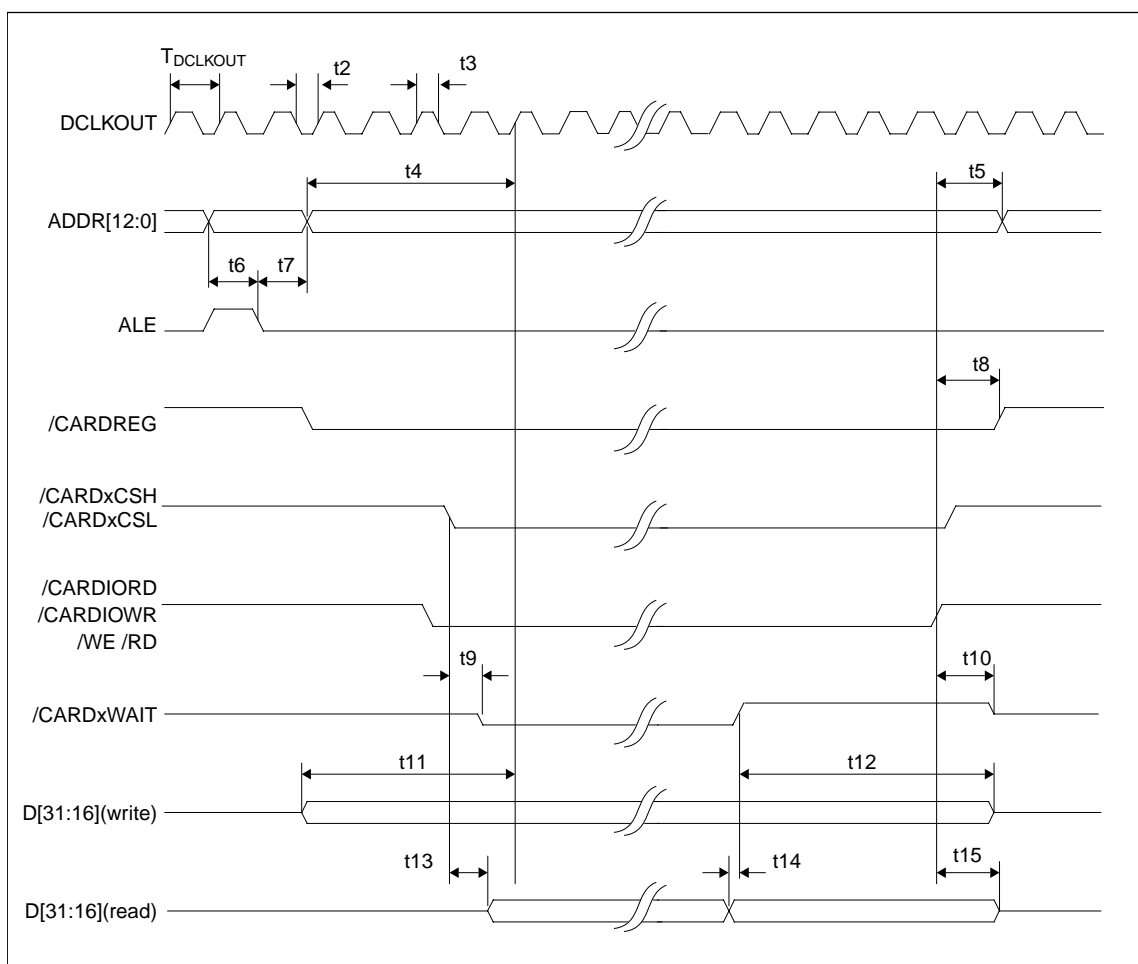 TDCLKOUT
t2
t3
DCLKOUT
t4
t5
ADDR[12:0]
t6
t7
ALE
t8
/CARDREG
/CARDxCSH
/CARDxCSL
/CARDIORD
/CARDIOWR
/WE /RD
t9
t10
/CARDxWAIT
t11
t12
D[31:16](write)
t13
t14
t15
D[31:16](read)